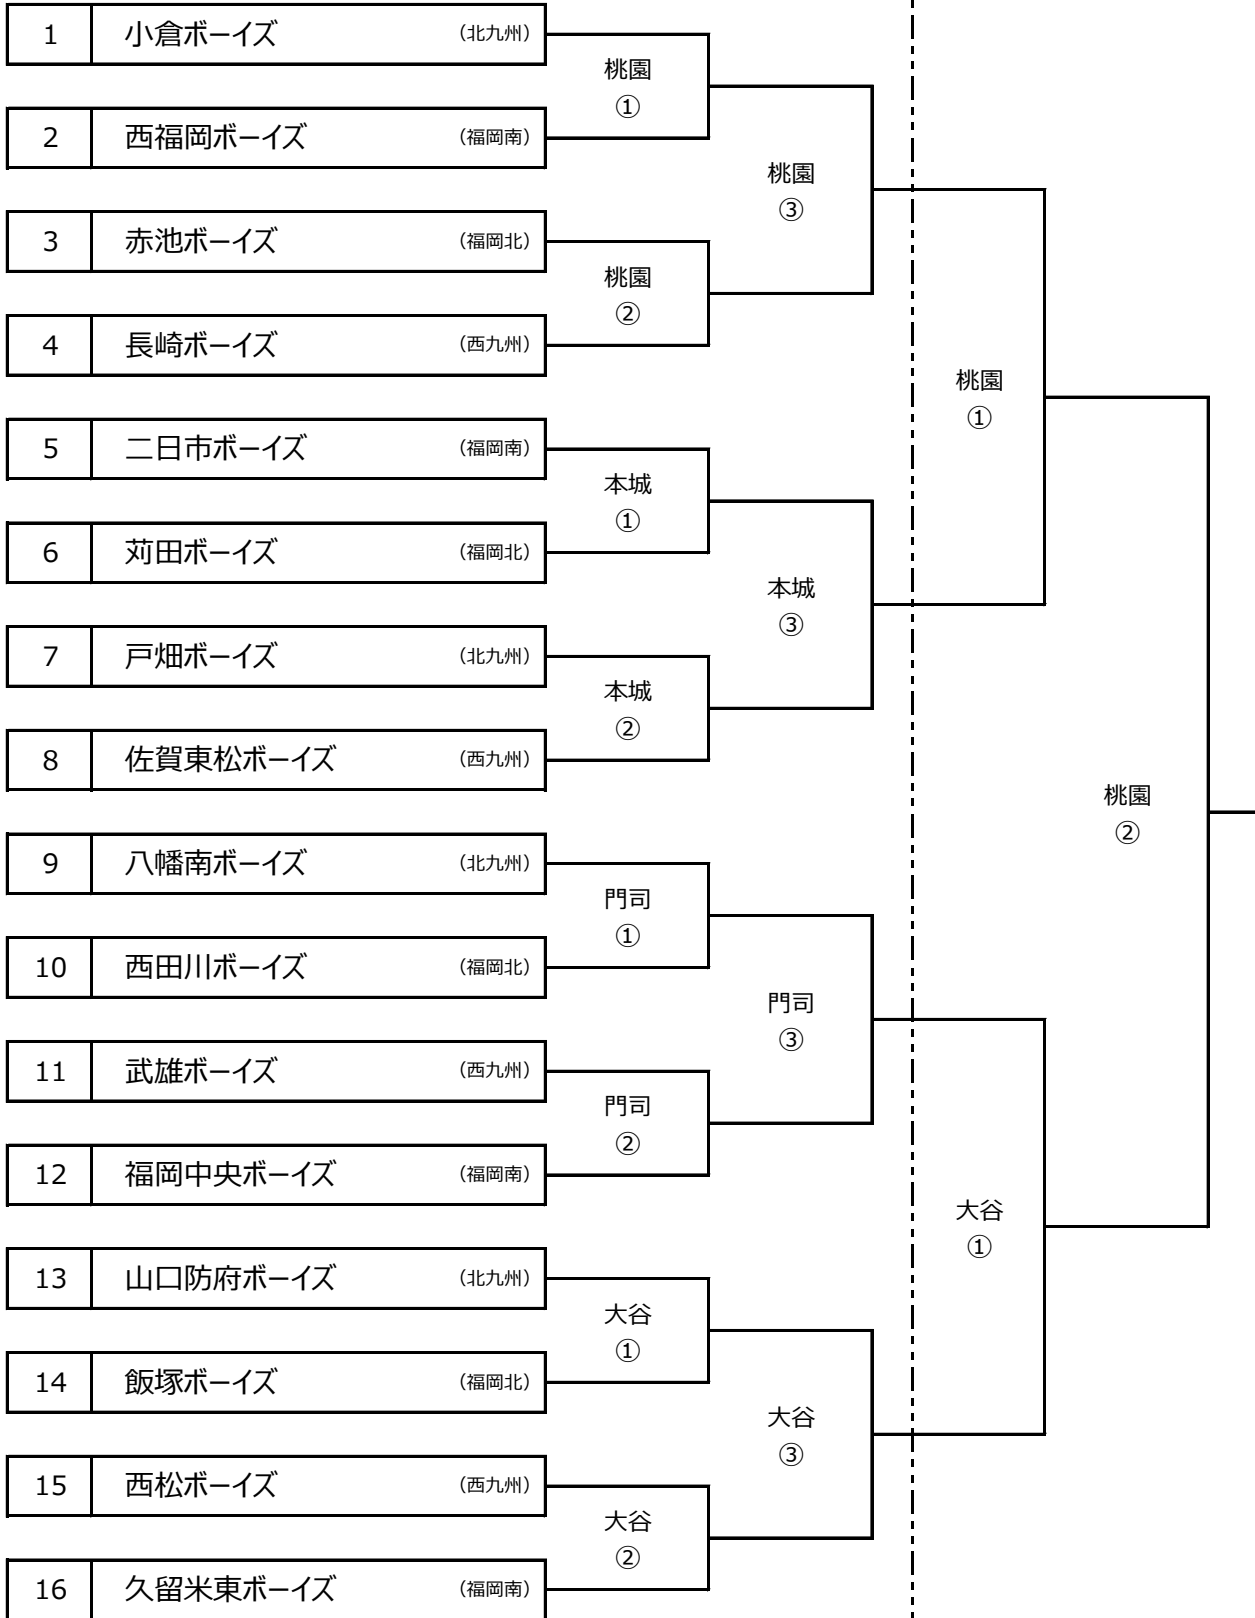 1 小倉ボーイズ （北九州）
桃園
①
2 西福岡ボーイズ （福岡南）
桃園
③
3 赤池ボーイズ （福岡北）
桃園
②
4 長崎ボーイズ （西九州）
桃園
①
5 二日市ボーイズ （福岡南）
本城
①
6 苅田ボーイズ （福岡北）
本城
③
7 戸畑ボーイズ （北九州）
本城
②
8 佐賀東松ボーイズ （西九州）
桃園
②
9 八幡南ボーイズ （北九州）
門司
①
10 西田川ボーイズ （福岡北）
門司
③
11 武雄ボーイズ （西九州）
門司
②
12 福岡中央ボーイズ （福岡南）
大谷
①
13 山口防府ボーイズ （北九州）
大谷
①
14 飯塚ボーイズ （福岡北）
大谷
③
15 西松ボーイズ （西九州）
大谷
②
16 久留米東ボーイズ （福岡南）